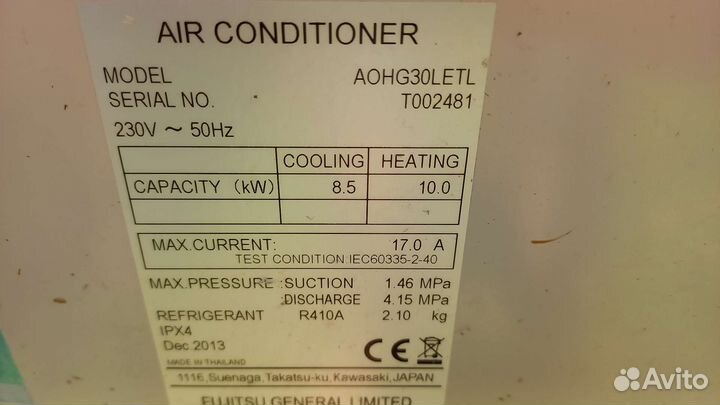 AIR CONDITIONER
MODEL AOHG30LETL
SERIAL NO. T002481
230V ~ 50Hz
COOLING HEATING
CAPACITY (kW) 8.5 10.0
MAX.CURRENT: 17.0 A
TEST CONDITION:IEC60335-2-40
MAX.PRESSURE :SUCTION 1.46 MPa
DISCHARGE 4.15 MPa
REFRIGERANT R410A 2.10 kg
IPX4
Dec.2013
MADE IN THAILAND
CE
1116,Suenaga,Takatsu-ku,Kawasaki,JAPAN
FUJITSU GENERAL LIMITED
Avito